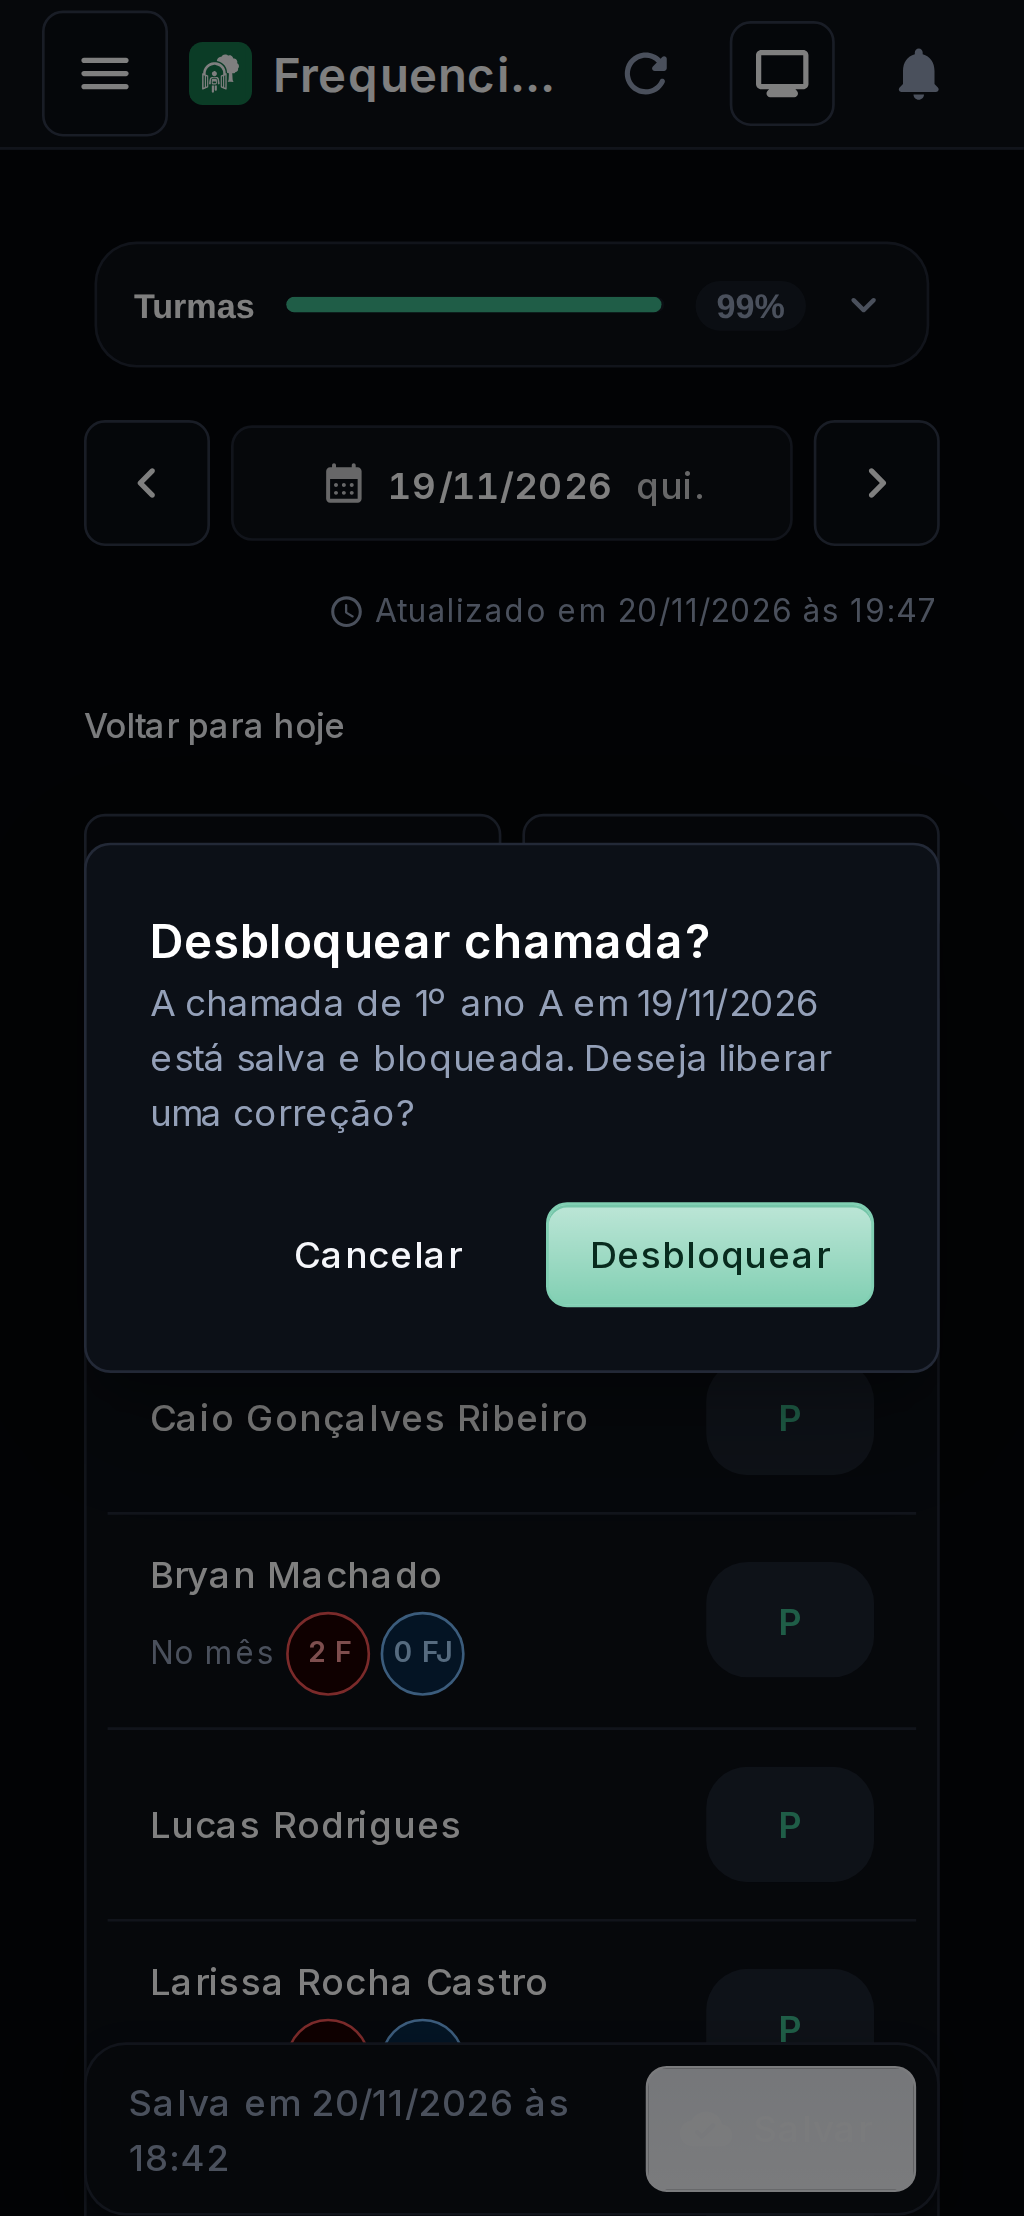 Frequenci...
Turmas 99%
19/11/2026 qui.
Atualizado em 20/11/2026 às 19:47
Voltar para hoje
Desbloquear chamada?
A chamada de 1º ano A em 19/11/2026
está salva e bloqueada. Deseja liberar
uma correção?
Cancelar Desbloquear
Caio Gonçalves Ribeiro P
Bryan Machado
No mês 2 F 0 FJ P
Lucas Rodrigues P
Larissa Rocha Castro
P
Salva em 20/11/2026 às
18:42
Salvar